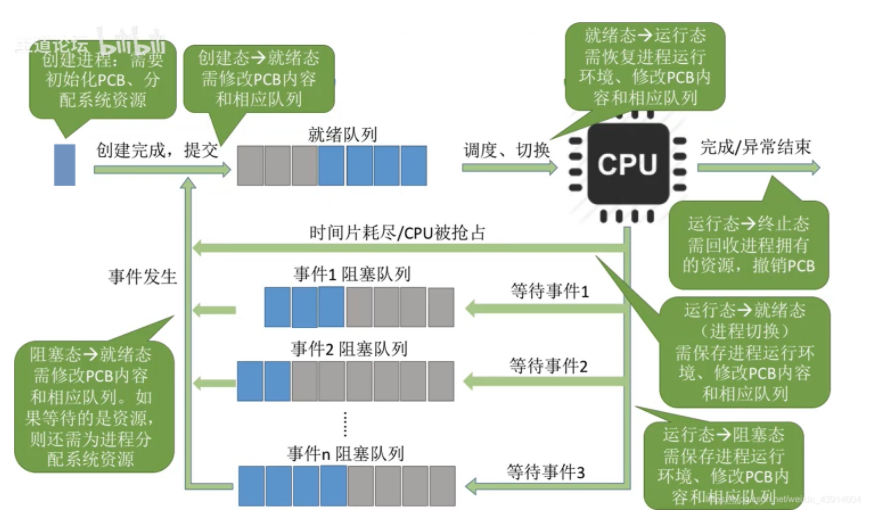 王道论坛 bilibili
创建进程：需要
初始化PCB、分
配系统资源
创建态→就绪态
需修改PCB内容
和相应队列
就绪态→运行态
需恢复进程运行
环境、修改PCB内
容和相应队列
创建完成，提交
就绪队列
调度、切换
CPU
完成/异常结束
运行态→终止态
需回收进程拥有
的资源，撤销PCB
时间片耗尽/CPU被抢占
事件发生
事件1 阻塞队列
等待事件1
运行态→就绪态
（进程切换）
需保存进程运行环
境、修改PCB内容
和相应队列
阻塞态→就绪态
需修改PCB内容
和相应队列。如
果等待的是资源，
则还需为进程分
配系统资源
事件2 阻塞队列
等待事件2
……
事件n 阻塞队列
等待事件3
运行态→阻塞态
需保存进程运行
环境、修改PCB内
容和相应队列